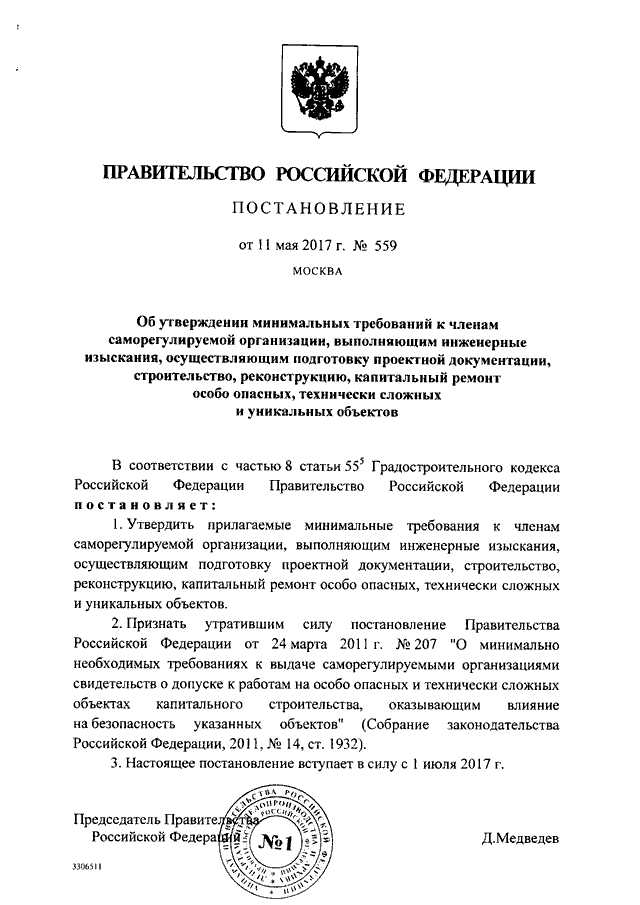 ПРАВИТЕЛЬСТВО РОССИЙСКОЙ ФЕДЕРАЦИИ
ПОСТАНОВЛЕНИЕ
от 11 мая 2017 г. № 559
МОСКВА
Об утверждении минимальных требований к членам
саморегулируемой организации, выполняющим инженерные
изыскания, осуществляющим подготовку проектной документации,
строительство, реконструкцию, капитальный ремонт
особо опасных, технически сложных
и уникальных объектов
В соответствии с частью 8 статьи 55⁵ Градостроительного кодекса
Российской Федерации Правительство Российской Федерации
постановляет:
1. Утвердить прилагаемые минимальные требования к членам
саморегулируемой организации, выполняющим инженерные изыскания,
осуществляющим подготовку проектной документации, строительство,
реконструкцию, капитальный ремонт особо опасных, технически сложных
и уникальных объектов.
2. Признать утратившим силу постановление Правительства
Российской Федерации от 24 марта 2011 г. № 207 "О минимально
необходимых требованиях к выдаче саморегулируемыми организациями
свидетельств о допуске к работам на особо опасных и технически сложных
объектах капитального строительства, оказывающим влияние
на безопасность указанных объектов" (Собрание законодательства
Российской Федерации, 2011, № 14, ст. 1932).
3. Настоящее постановление вступает в силу с 1 июля 2017 г.
Председатель Правительства
Российской Федерации
Д.Медведев
№1
3306511